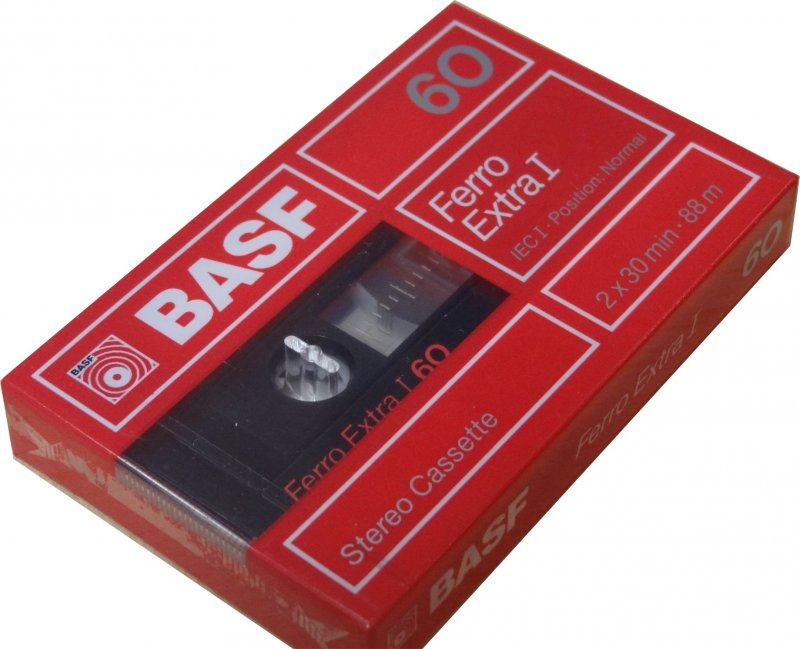 BASF
BASF
60
Ferro
Extra I
IEC I · Position: Normal
2 x 30 min · 88 m
Ferro Extra I 60
Stereo Cassette
BASF
Ferro Extra I
60